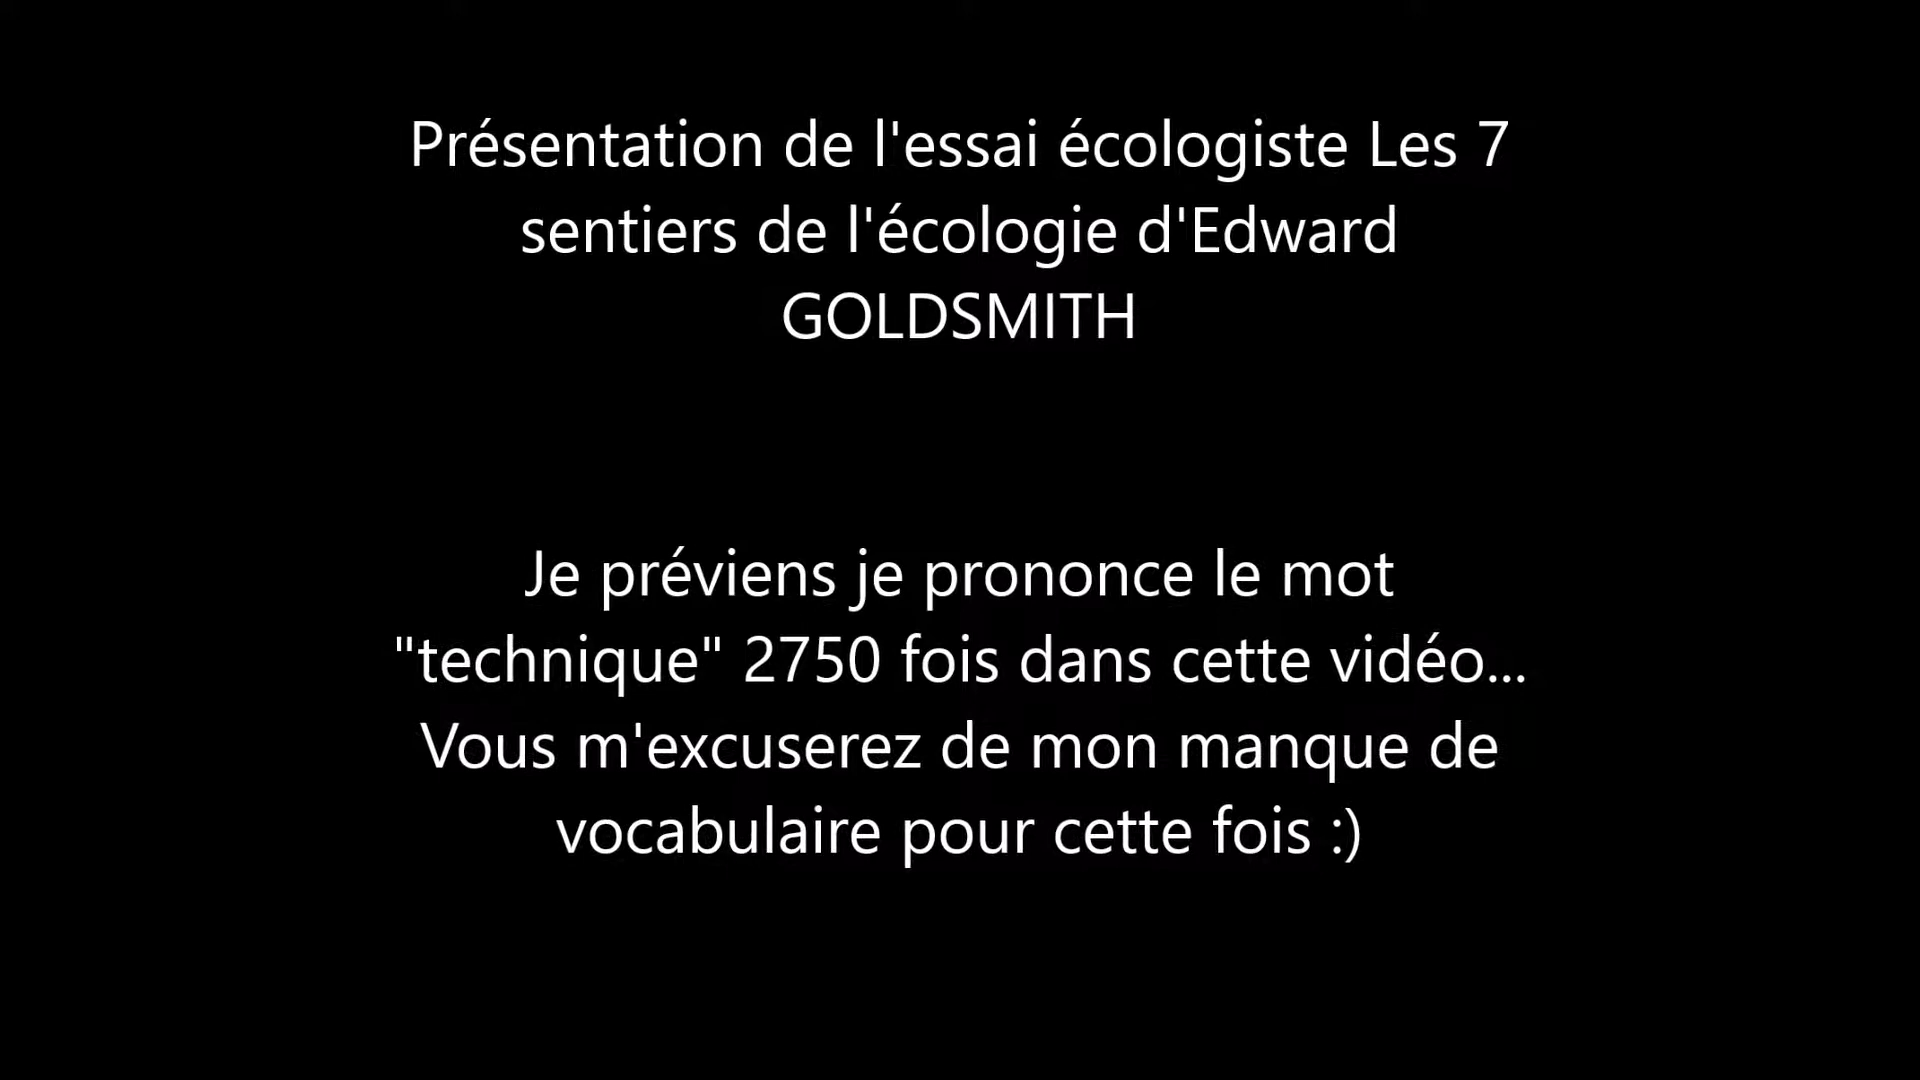 Présentation de l'essai écologiste Les 7
sentiers de l'écologie d'Edward
GOLDSMITH
Je préviens je prononce le mot
"technique" 2750 fois dans cette vidéo...
Vous m'excuserez de mon manque de
vocabulaire pour cette fois :)